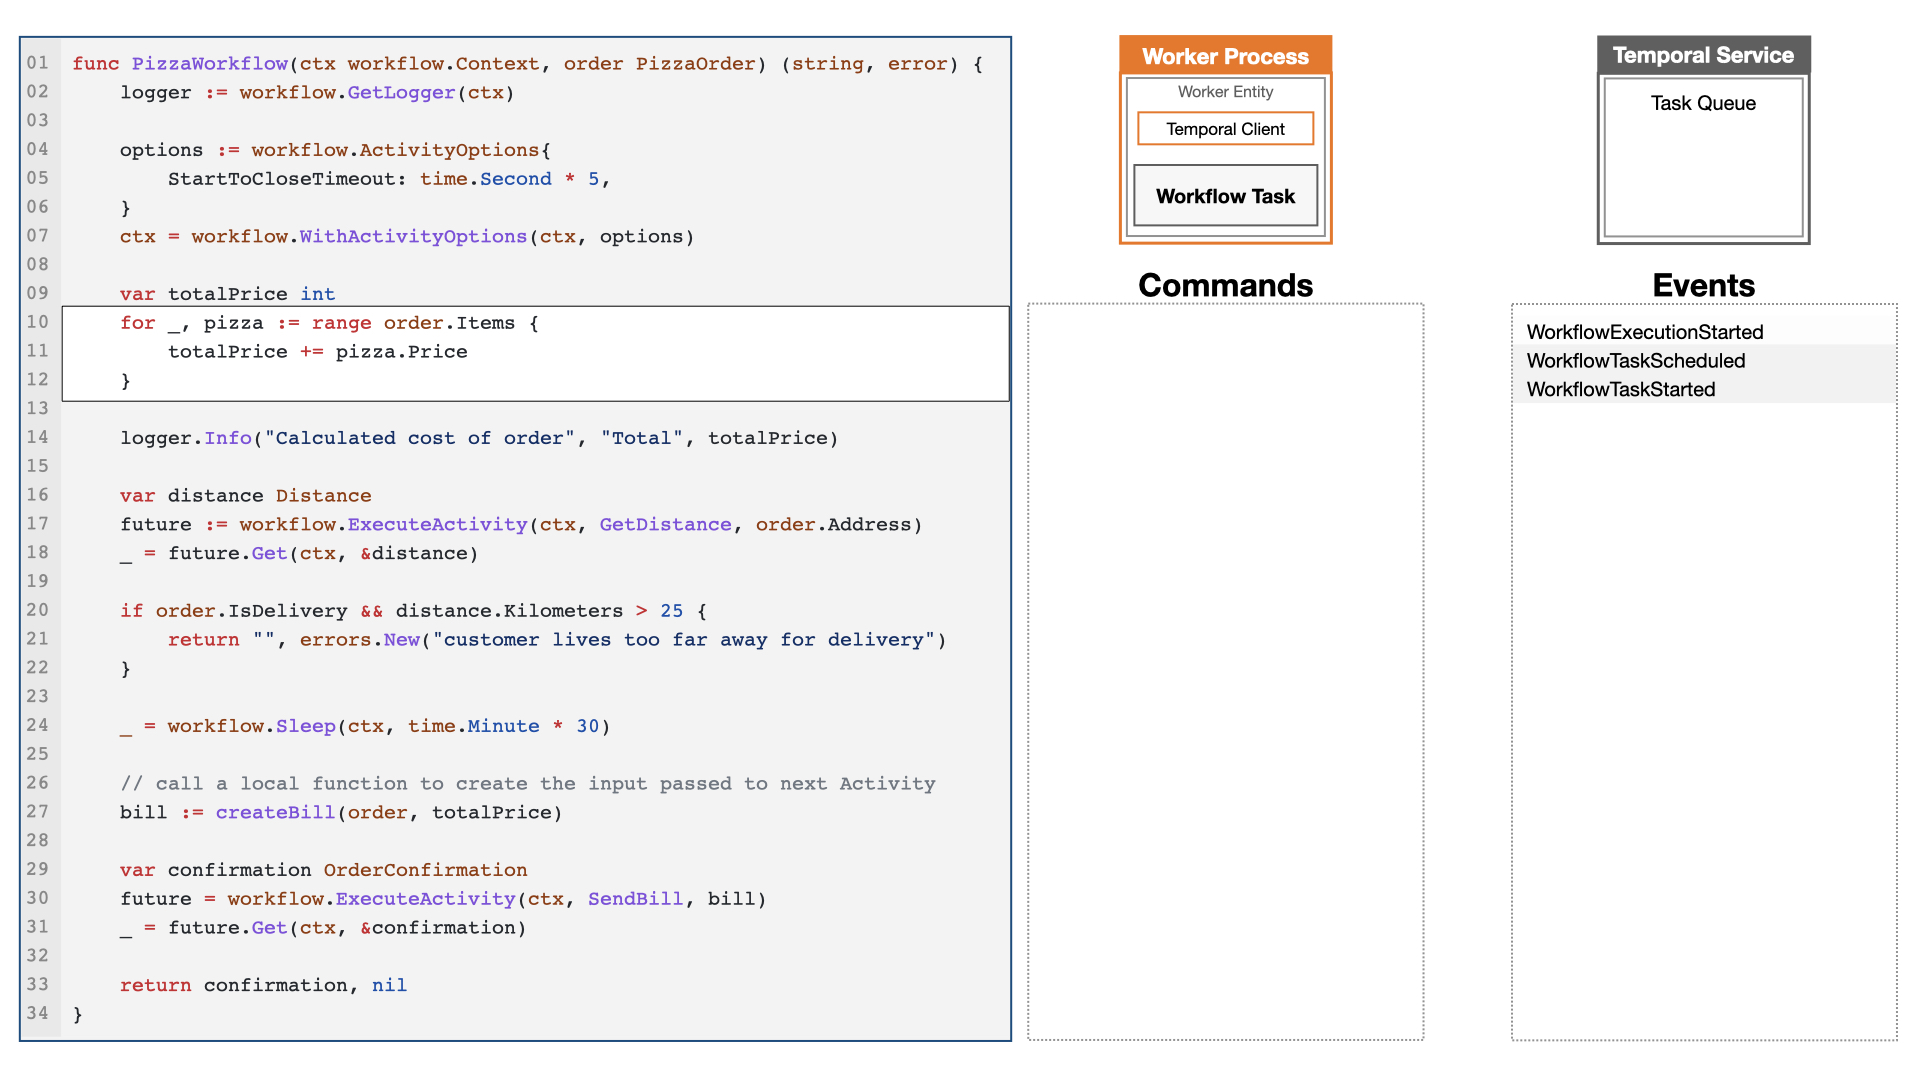 01 func PizzaWorkflow(ctx workflow.Context, order PizzaOrder) (string, error) {
02     logger := workflow.GetLogger(ctx)
03
04     options := workflow.ActivityOptions{
05         StartToCloseTimeout: time.Second * 5,
06     }
07     ctx = workflow.WithActivityOptions(ctx, options)
08
09     var totalPrice int
10     for _, pizza := range order.Items {
11         totalPrice += pizza.Price
12     }
13
14     logger.Info("Calculated cost of order", "Total", totalPrice)
15
16     var distance Distance
17     future := workflow.ExecuteActivity(ctx, GetDistance, order.Address)
18     _ = future.Get(ctx, &distance)
19
20     if order.IsDelivery && distance.Kilometers > 25 {
21         return "", errors.New("customer lives too far away for delivery")
22     }
23
24     _ = workflow.Sleep(ctx, time.Minute * 30)
25
26     // call a local function to create the input passed to next Activity
27     bill := createBill(order, totalPrice)
28
29     var confirmation OrderConfirmation
30     future = workflow.ExecuteActivity(ctx, SendBill, bill)
31     _ = future.Get(ctx, &confirmation)
32
33     return confirmation, nil
34 }
Worker Process
Worker Entity
Temporal Client
Workflow Task
Commands
Temporal Service
Task Queue
Events
WorkflowExecutionStarted
WorkflowTaskScheduled
WorkflowTaskStarted